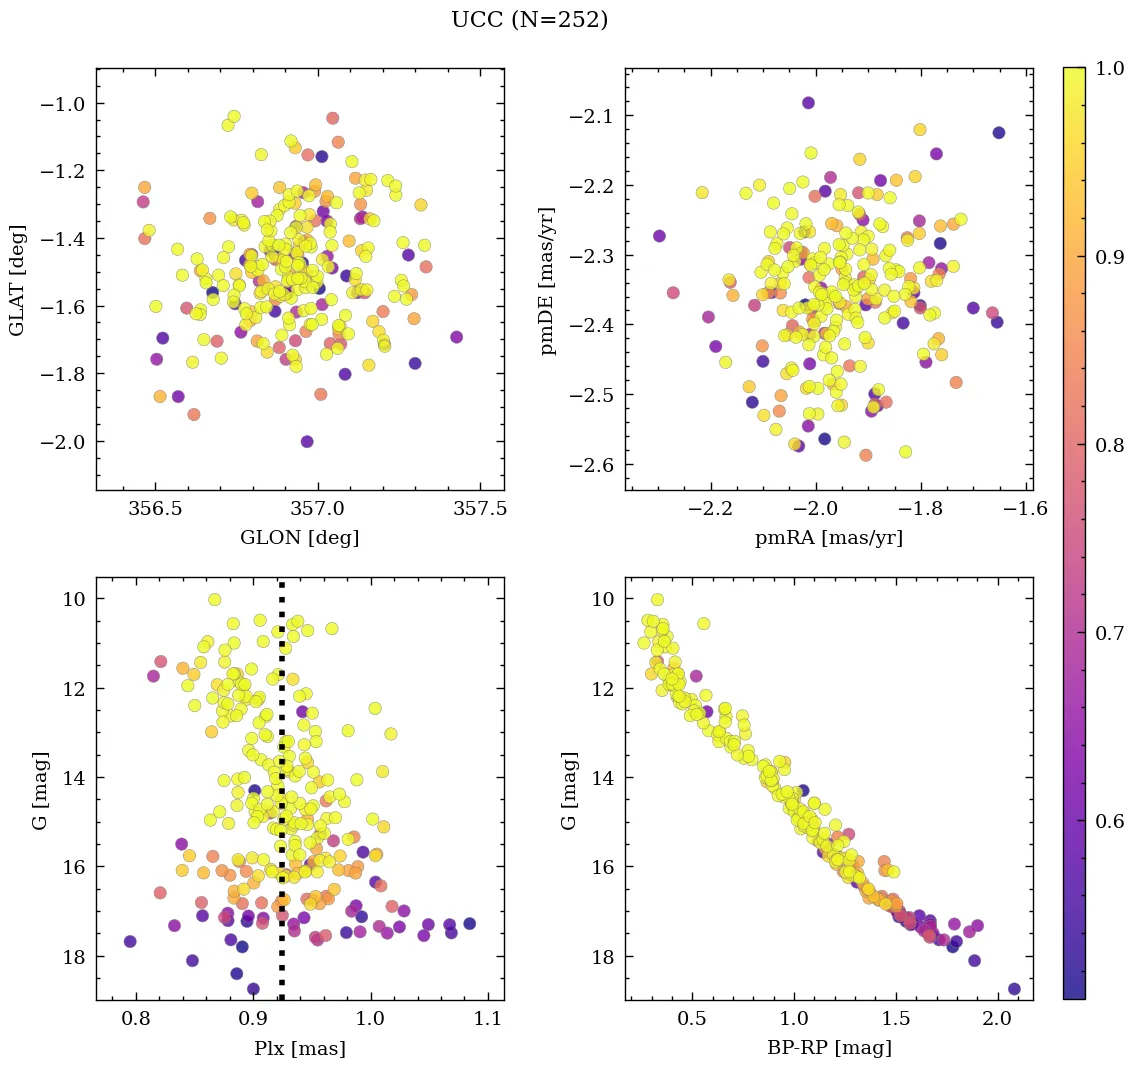 UCC (N=252)
−1.0
−1.2
−1.4
−1.6
−1.8
−2.0
GLAT [deg]
356.5 357.0 357.5
GLON [deg]
−2.1
−2.2
−2.3
−2.4
−2.5
−2.6
pmDE [mas/yr]
−2.2 −2.0 −1.8 −1.6
pmRA [mas/yr]
10
12
14
16
18
G [mag]
0.8 0.9 1.0 1.1
Plx [mas]
10
12
14
16
18
G [mag]
0.5 1.0 1.5 2.0
BP-RP [mag]
1.0
0.9
0.8
0.7
0.6